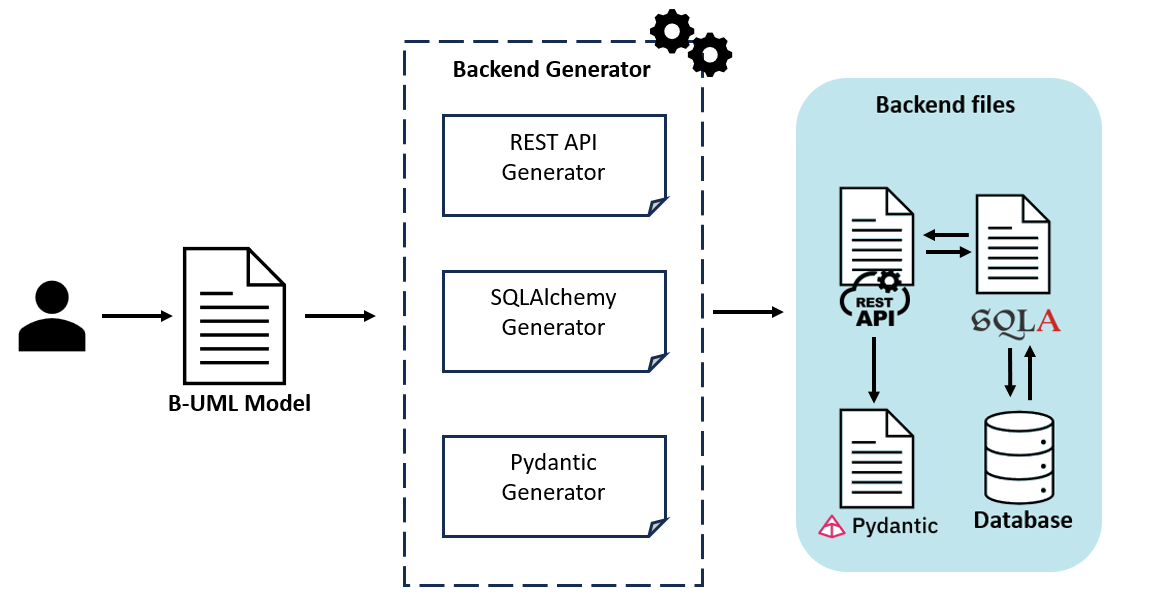 Backend Generator
REST API
Generator
SQLAlchemy
Generator
Pydantic
Generator
B-UML Model
Backend files
REST
API
SQLA
Pydantic
Database